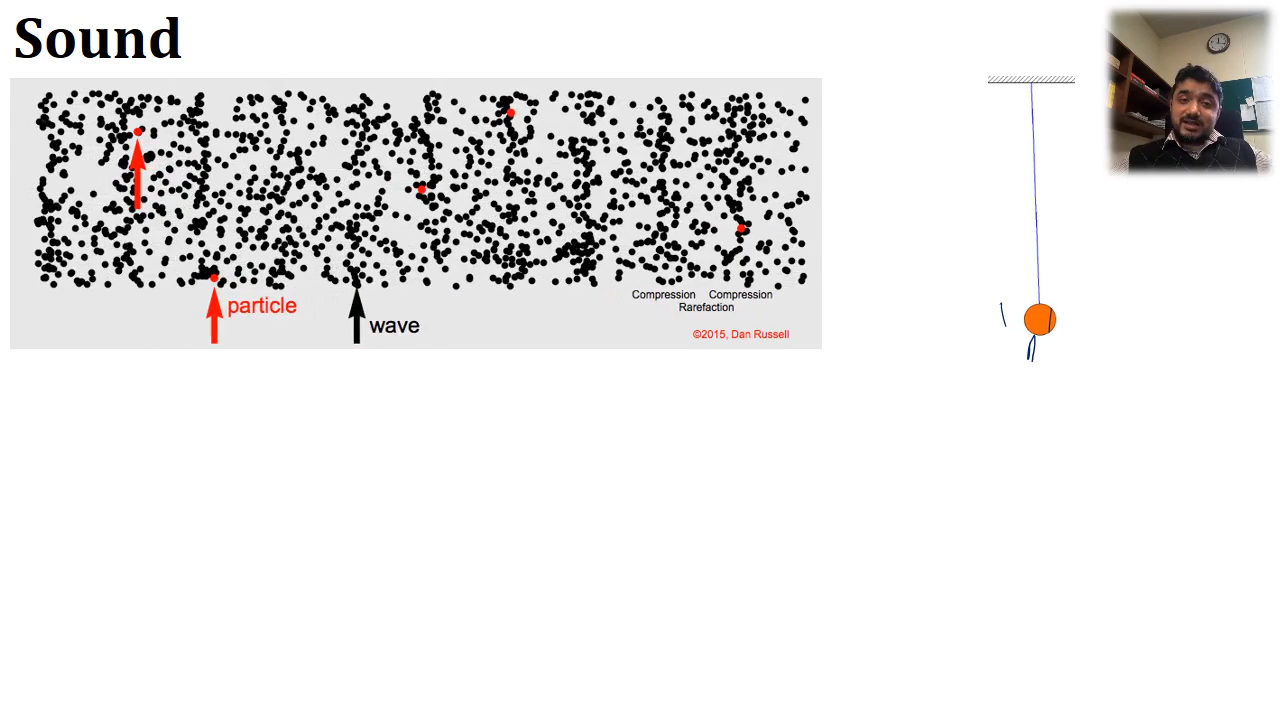 Sound
particle
wave
Compression Compression
Rarefaction
©2015, Dan Russell